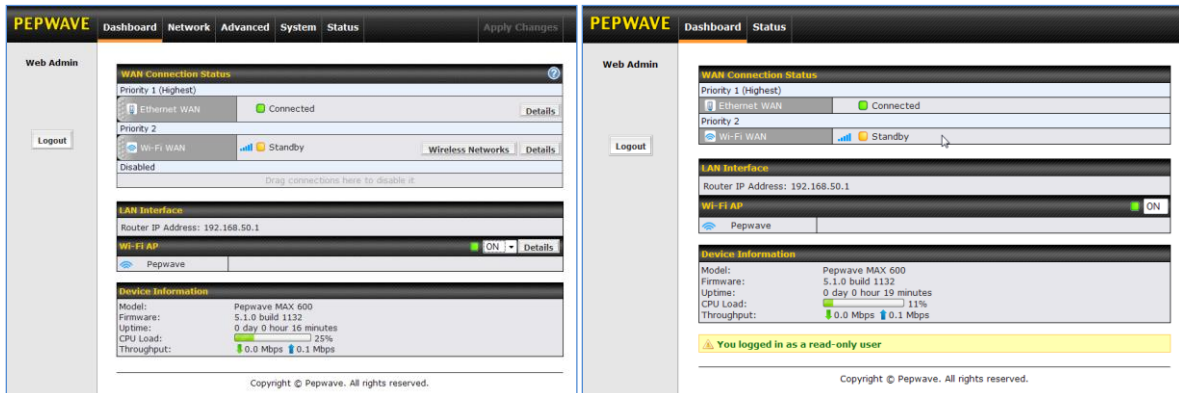 PEPWAVE Dashboard Network Advanced System Status Apply Changes
Web Admin
Logout
WAN Connection Status
Priority 1 (Highest)
Ethernet WAN Connected Details
Priority 2
Wi-Fi WAN Standby Wireless Networks Details
Disabled
Drag connections here to disable it
LAN Interface
Router IP Address: 192.168.50.1
Wi-Fi AP ON Details
Pepwave
Device Information
Model: Pepwave MAX 600
Firmware: 5.1.0 build 1132
Uptime: 0 day 0 hour 16 minutes
CPU Load: 25%
Throughput: 0.0 Mbps 0.1 Mbps
Copyright © Pepwave. All rights reserved.
PEPWAVE Dashboard Status
Web Admin
Logout
WAN Connection Status
Priority 1 (Highest)
Ethernet WAN Connected
Priority 2
Wi-Fi WAN Standby
LAN Interface
Router IP Address: 192.168.50.1
Wi-Fi AP ON
Pepwave
Device Information
Model: Pepwave MAX 600
Firmware: 5.1.0 build 1132
Uptime: 0 day 0 hour 19 minutes
CPU Load: 11%
Throughput: 0.0 Mbps 0.1 Mbps
You logged in as a read-only user
Copyright © Pepwave. All rights reserved.